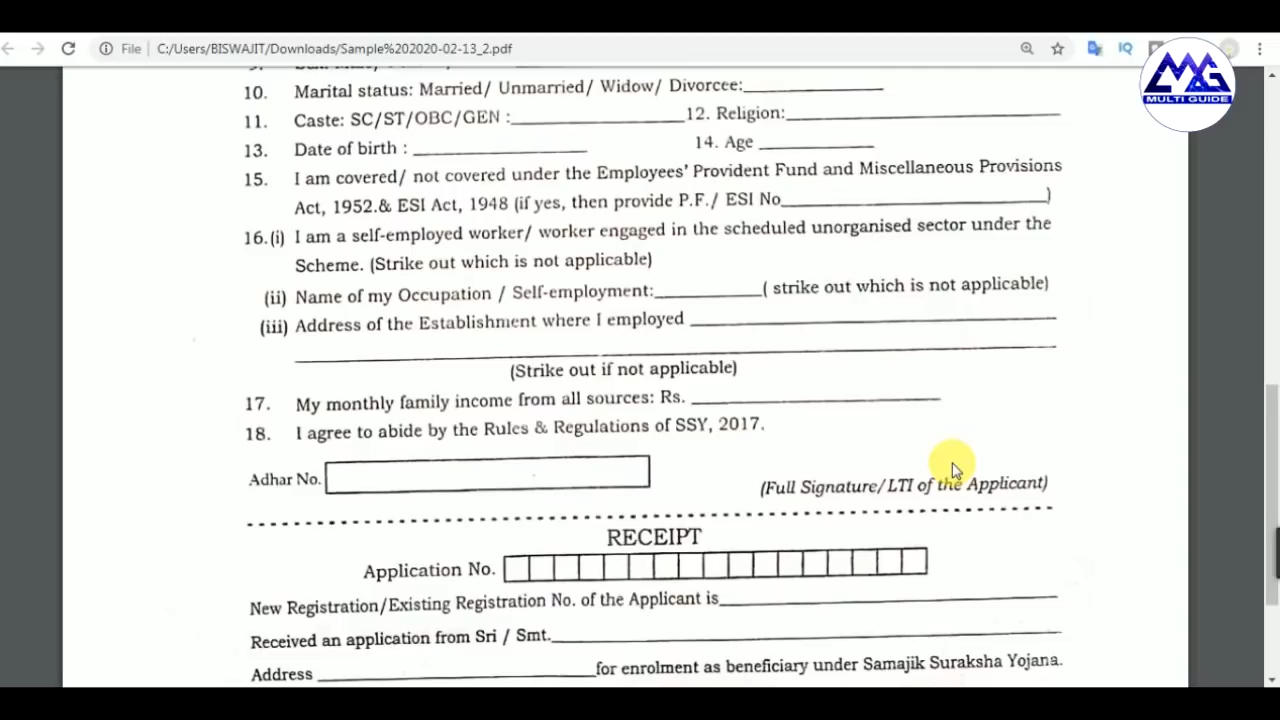 File C:/Users/BISWAJIT/Downloads/Sample%202020-02-13_2.pdf
IQ
MULTI GUIDE
10. Marital status: Married/ Unmarried/ Widow/ Divorcee:
11. Caste: SC/ST/OBC/GEN : 12. Religion:
13. Date of birth : 14. Age
15. I am covered/ not covered under the Employees' Provident Fund and Miscellaneous Provisions
Act, 1952.& ESI Act, 1948 (if yes, then provide P.F./ ESI No )
16.(i) I am a self-employed worker/ worker engaged in the scheduled unorganised sector under the
Scheme. (Strike out which is not applicable)
(ii) Name of my Occupation / Self-employment: ( strike out which is not applicable)
(iii) Address of the Establishment where I employed
(Strike out if not applicable)
17. My monthly family income from all sources: Rs.
18. I agree to abide by the Rules & Regulations of SSY, 2017.
Adhar No.
(Full Signature/LTI of the Applicant)
RECEIPT
Application No.
New Registration/Existing Registration No. of the Applicant is
Received an application from Sri / Smt.
Address for enrolment as beneficiary under Samajik Suraksha Yojana.